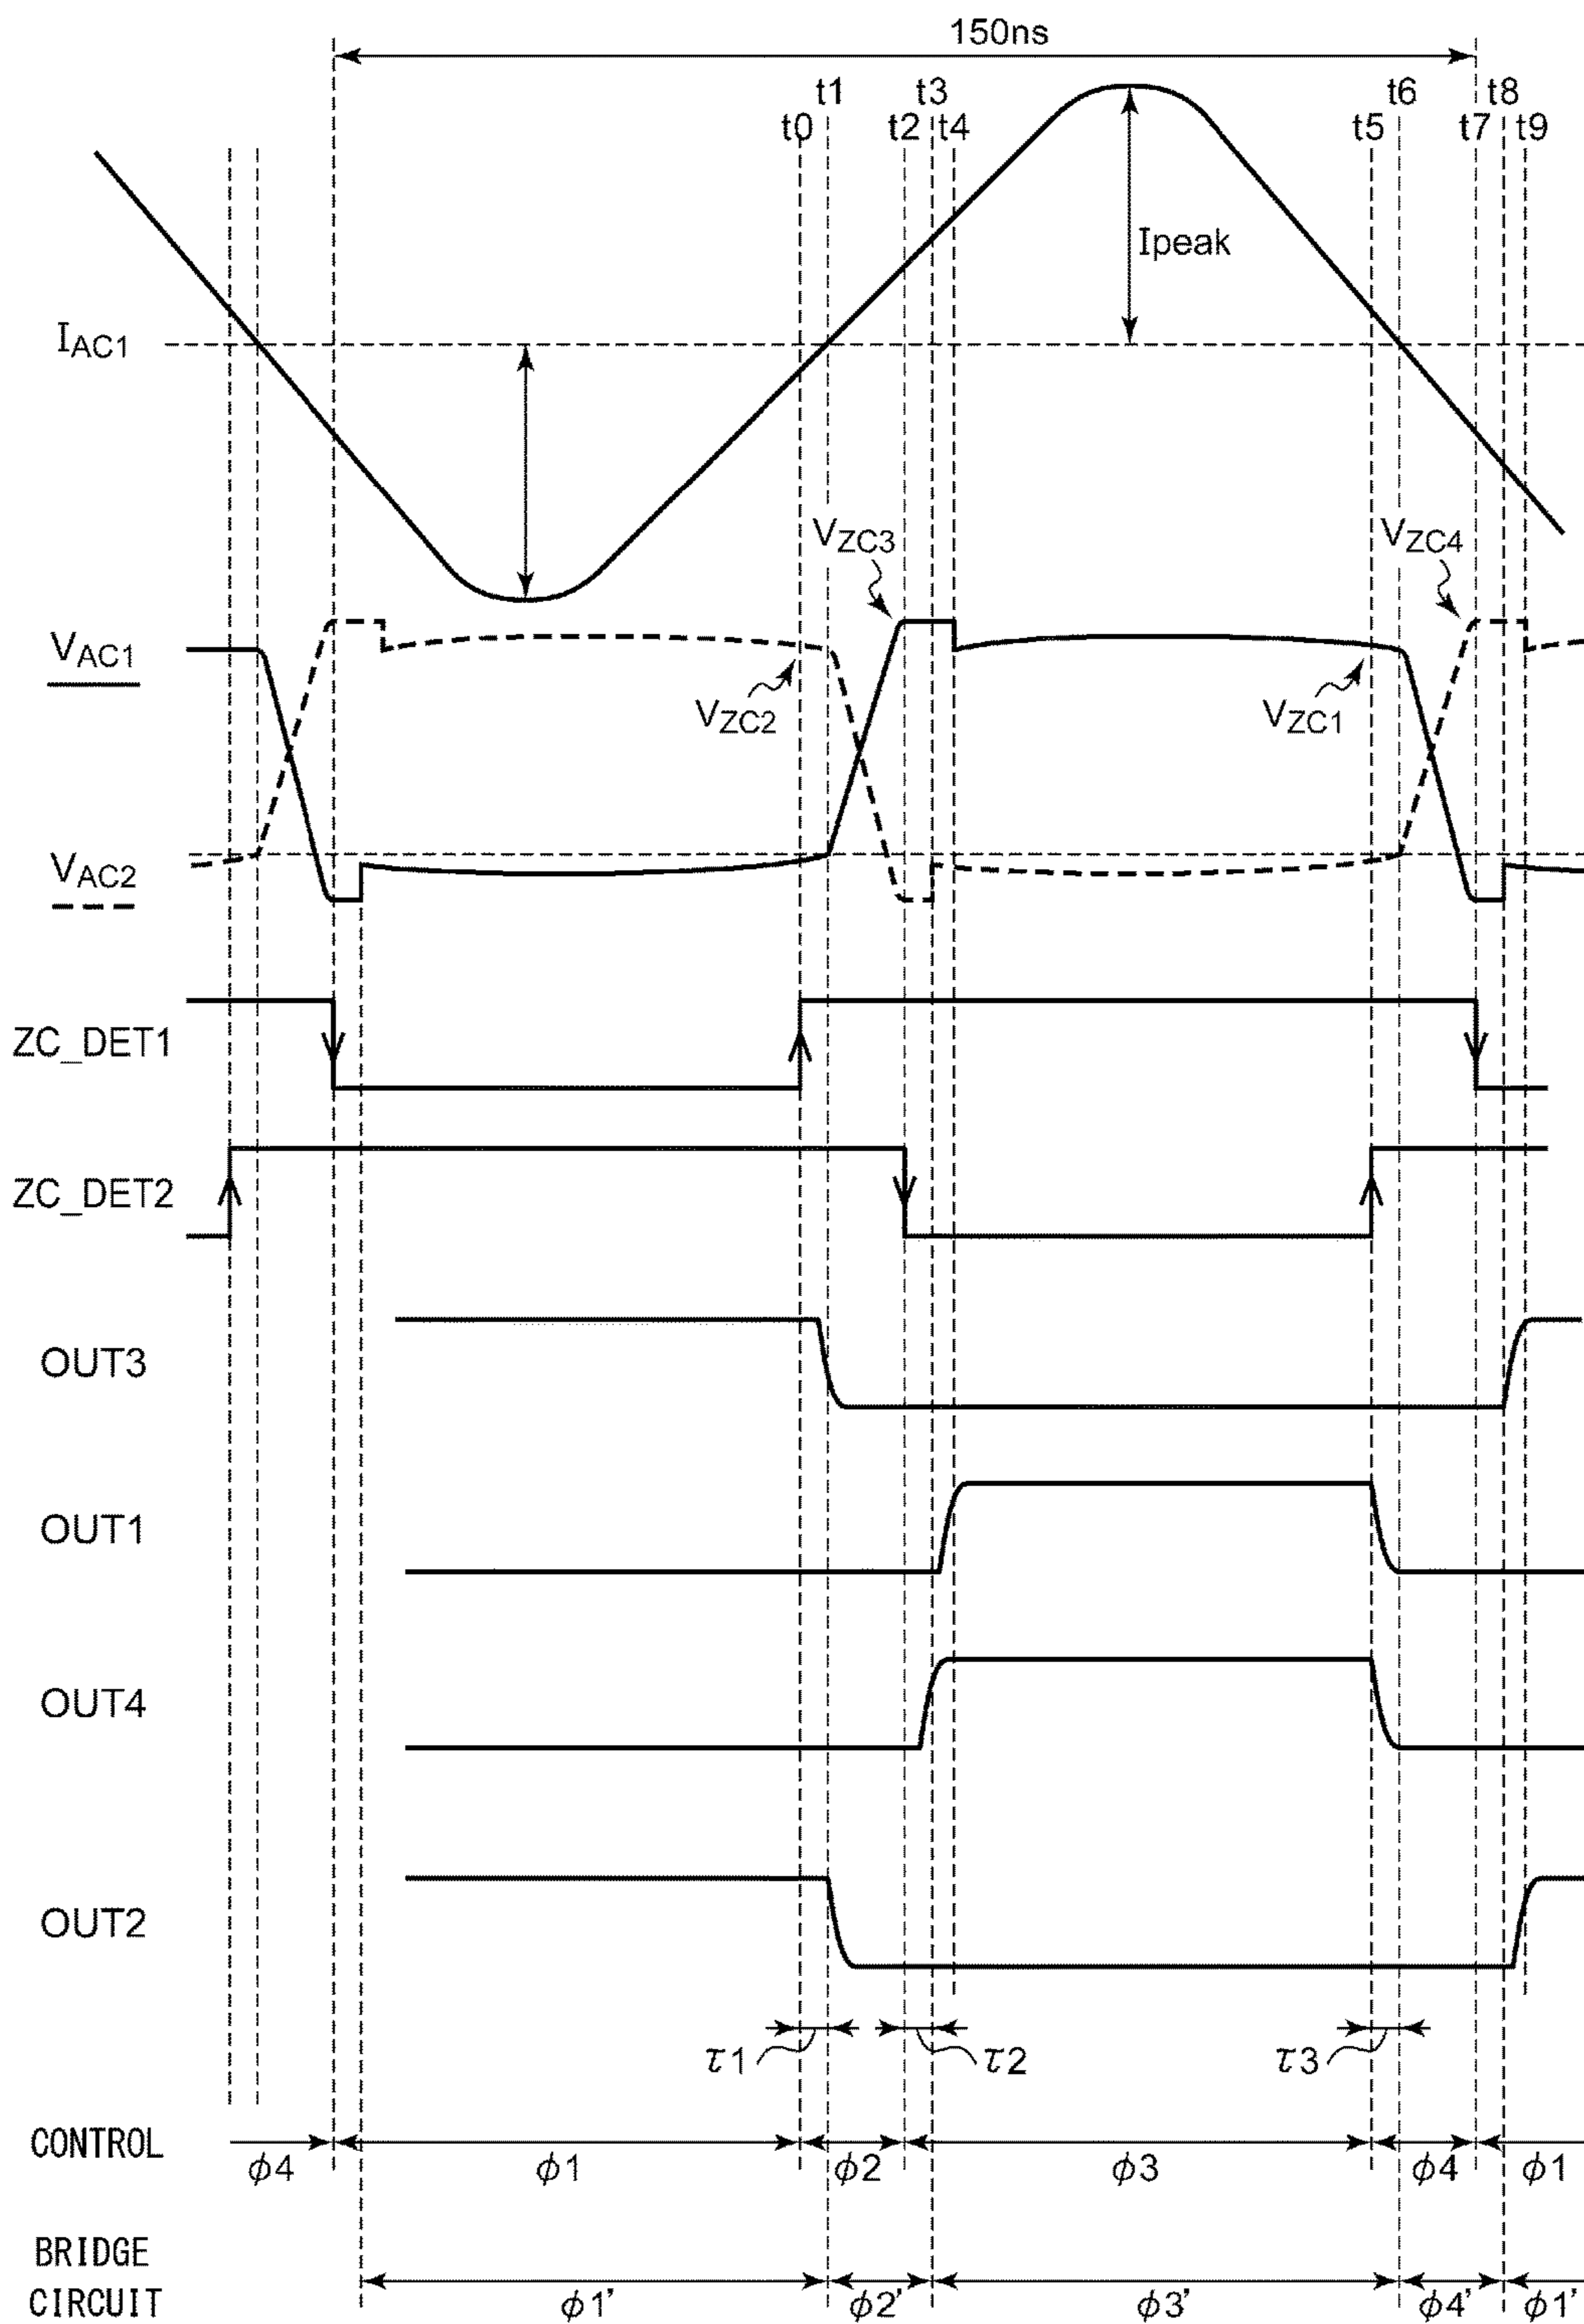 150ns
t1 t3 t6 t8
t0 t2 t4 t5 t7 t9
Ipeak
IAC1
VZC3 VZC4
VAC1
VZC2 VZC1
VAC2
ZC_DET1
ZC_DET2
OUT3
OUT1
OUT4
OUT2
τ1 τ2 τ3
CONTROL
ϕ4 ϕ1 ϕ2 ϕ3 ϕ4 ϕ1
BRIDGE
CIRCUIT
ϕ1' ϕ2' ϕ3' ϕ4' ϕ1'